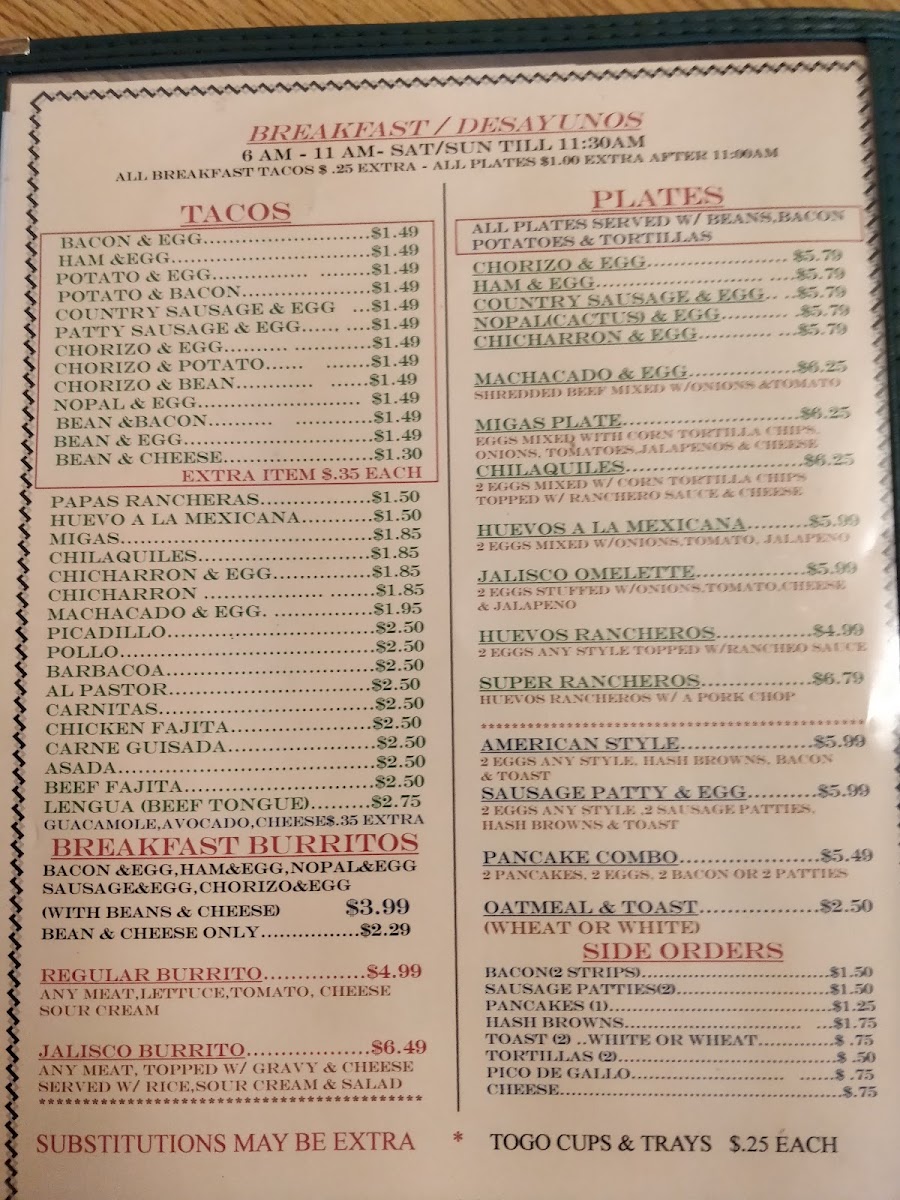 BREAKFAST / DESAYUNOS
6 AM - 11 AM- SAT/SUN TILL 11:30AM
ALL BREAKFAST TACOS $ .25 EXTRA - ALL PLATES $1.00 EXTRA AFTER 11:00AM
TACOS
BACON & EGG..............................$1.49
HAM &EGG..............................$1.49
POTATO & EGG.................. ..............$1.49
POTATO & BACON.......................$1.49
COUNTRY SAUSAGE & EGG ...$1.49
PATTY SAUSAGE & EGG...... ....$1.49
CHORIZO & EGG.......... .............$1.49
CHORIZO & POTATO...... .......$1.49
CHORIZO & BEAN............ ......$1.49
NOPAL & EGG............................ $1.49
BEAN &BACON.......... ............$1.49
BEAN & EGG................................$1.49
BEAN & CHEESE..........................$1.30
EXTRA ITEM $.35 EACH
PAPAS RANCHERAS...................$1.50
HUEVO A LA MEXICANA............$1.50
MIGAS...........................................$1.85
CHILAQUILES..............................$1.85
CHICHARRON & EGG.................$1.85
CHICHARRON .................... .......$1.85
MACHACADO & EGG. ................$1.95
PICADILLO...................................$2.50
POLLO...........................................$2.50
BARBACOA...................................$2.50
AL PASTOR...................................$2.50
CARNITAS.....................................$2.50
CHICKEN FAJITA.........................$2.50
CARNE GUISADA.........................$2.50
ASADA...........................................$2.50
BEEF FAJITA................................$2.50
LENGUA (BEEF TONGUE)..........$2.75
GUACAMOLE,AVOCADO,CHEESE$.35 EXTRA
BREAKFAST BURRITOS
BACON &EGG,HAM&EGG,NOPAL&EGG
SAUSAGE&EGG,CHORIZO&EGG
(WITH BEANS & CHEESE) $3.99
BEAN & CHEESE ONLY.................$2.29
REGULAR BURRITO...............$4.99
ANY MEAT,LETTUCE,TOMATO, CHEESE
SOUR CREAM
JALISCO BURRITO..................$6.49
ANY MEAT, TOPPED W/ GRAVY & CHEESE
SERVED W/ RICE,SOUR CREAM & SALAD
******************************************
PLATES
ALL PLATES SERVED W/ BEANS,BACON
POTATOES & TORTILLAS
CHORIZO & EGG...................... $5.79
HAM & EGG........................... ....$5.79
COUNTRY SAUSAGE & EGG.. ..$5.79
NOPAL(CACTUS) & EGG........... .$5.79
CHICHARRON & EGG........... ....$5.79
MACHACADO & EGG..................$6.25
SHREDDED BEEF MIXED W/ONIONS &TOMATO
MIGAS PLATE.............................$6.25
EGGS MIXED WITH CORN TORTILLA CHIPS,
ONIONS, TOMATOES,JALAPENOS & CHEESE
CHILAQUILES.............................$6.25
2 EGGS MIXED W/ CORN TORTILLA CHIPS
TOPPED W/ RANCHERO SAUCE & CHEESE
HUEVOS A LA MEXICANA.........$5.99
2 EGGS MIXED W/ONIONS,TOMATO, JALAPENO
JALISCO OMELETTE..................$5.99
2 EGGS STUFFED W/ONIONS,TOMATO,CHEESE
& JALAPENO
HUEVOS RANCHEROS..............$4.99
2 EGGS ANY STYLE TOPPED W/RANCHEO SAUCE
SUPER RANCHEROS................$6.79
HUEVOS RANCHEROS W/ A PORK CHOP
**************************************************
AMERICAN STYLE...................$5.99
2 EGGS ANY STYLE, HASH BROWNS, BACON
& TOAST
SAUSAGE PATTY & EGG..........$5.99
2 EGGS ANY STYLE ,2 SAUSAGE PATTIES,
HASH BROWNS & TOAST
PANCAKE COMBO....................$5.49
2 PANCAKES, 2 EGGS, 2 BACON OR 2 PATTIES
OATMEAL & TOAST.................$2.50
(WHEAT OR WHITE)
SIDE ORDERS
BACON(2 STRIPS).................................$1.50
SAUSAGE PATTIES(2)...........................$1.50
PANCAKES (1).......................................$1.25
HASH BROWNS............................... ...$1.75
TOAST (2) ..WHITE OR WHEAT.............$ .75
TORTILLAS (2).....................................$ .50
PICO DE GALLO........................... ......$ .75
CHEESE.................................................$.75
SUBSTITUTIONS MAY BE EXTRA * TOGO CUPS & TRAYS $.25 EACH